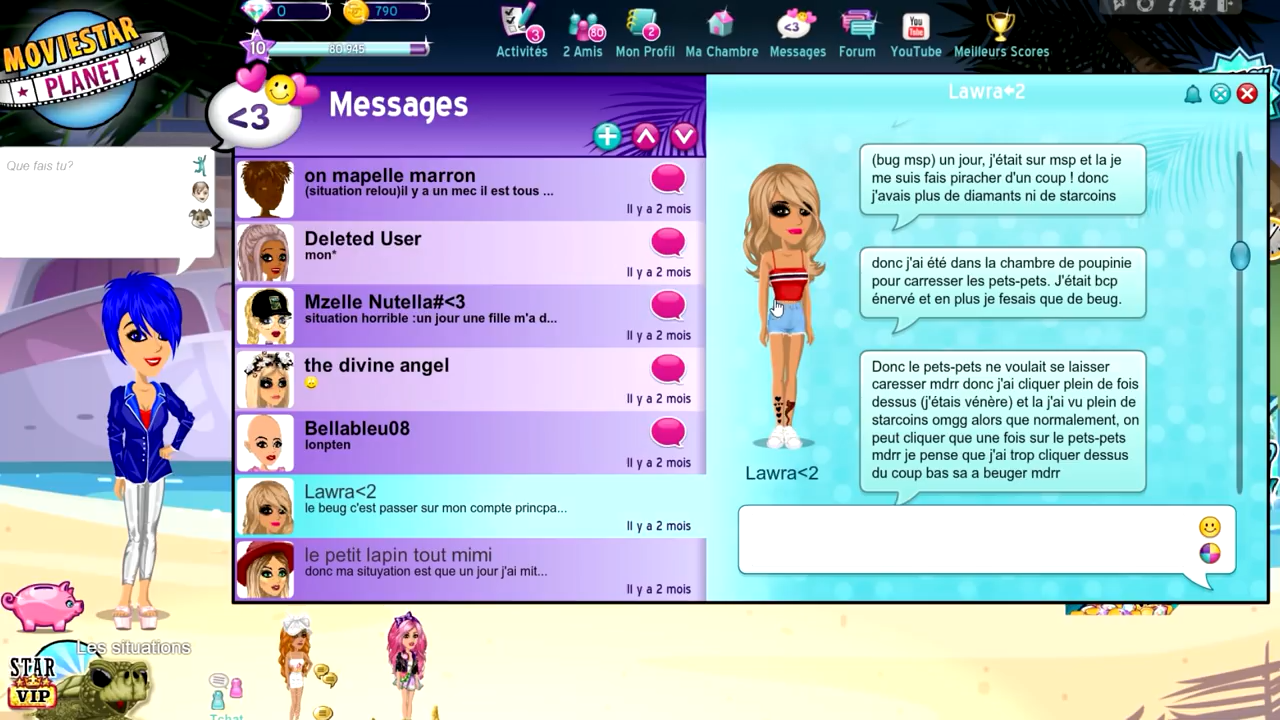 MOVIESTAR
PLANET
0
790
10
80 945
3
80
2
<3
You
Tube
Activités
2 Amis
Mon Profil
Ma Chambre
Messages
Forum
YouTube
Meilleurs Scores
Que fais tu?
<3
Messages
on mapelle marron
(situation relou)il y a un mec il est tous ...
Il y a 2 mois
Deleted User
mon*
Il y a 2 mois
Mzelle Nutella#<3
situation horrible :un jour une fille m'a d...
Il y a 2 mois
the divine angel
Il y a 2 mois
Bellableu08
lonpten
Il y a 2 mois
Lawra<2
le beug c'est passer sur mon compte princpa...
Il y a 2 mois
le petit lapin tout mimi
donc ma situyation est que un jour j'ai mit...
Il y a 2 mois
Lawra<2
(bug msp) un jour, j'était sur msp et la je
me suis fais piracher d'un coup ! donc
j'avais plus de diamants ni de starcoins
donc j'ai été dans la chambre de poupinie
pour carresser les pets-pets. J'était bcp
énervé et en plus je fesais que de beug.
Donc le pets-pets ne voulait se laisser
caresser mdrr donc j'ai cliquer plein de fois
dessus (j'étais vénère) et la j'ai vu plein de
starcoins omgg alors que normalement, on
peut cliquer que une fois sur le pets-pets
mdrr je pense que j'ai trop cliquer dessus
du coup bas sa a beuger mdrr
Lawra<2
Les situations
STAR
VIP
Tchat